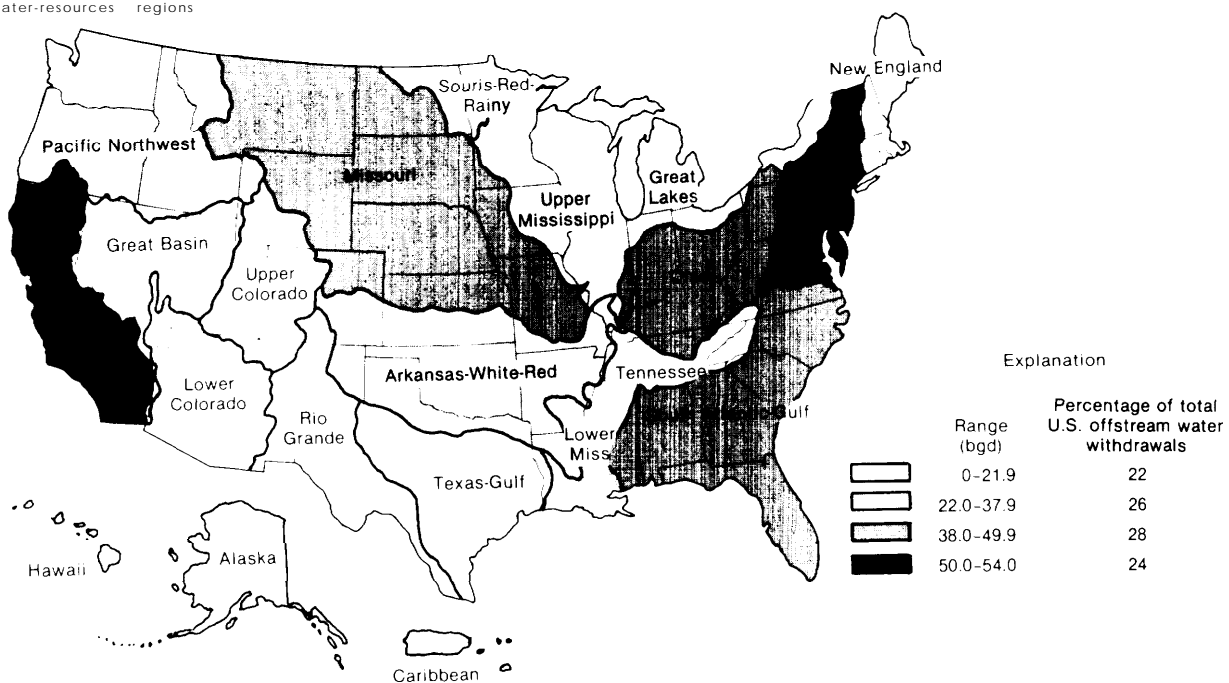 ater-resources regions
New England
Souris-Red-
Rainy
Pacific Northwest
Missouri
Great
Lakes
Upper
Mississippi
Great Basin
Upper
Colorado
Arkansas-White-Red
Tennessee
Lower
Colorado
Rio
Grande
Gulf
Lower
Miss
Texas-Gulf
Hawaii
Alaska
Caribbean
Explanation
Range
(bgd)
Percentage of total
U.S. offstream water
withdrawals
0-21.9 22
22.0-37.9 26
38.0-49.9 28
50.0-54.0 24